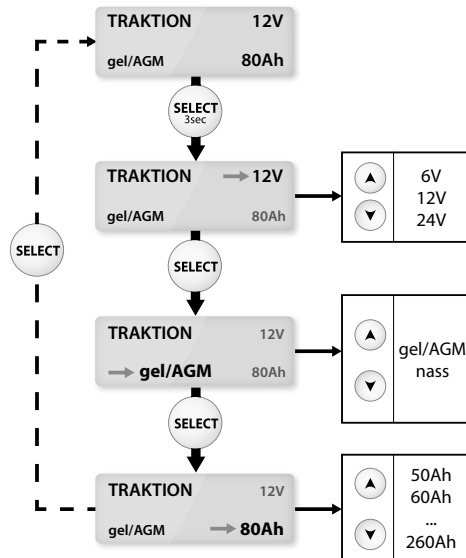 TRAKTION 12V
gel/AGM 80Ah
SELECT
3sec
TRAKTION 12V
gel/AGM 80Ah
6V
12V
24V
SELECT
SELECT
TRAKTION 12V
gel/AGM 80Ah
gel/AGM
nass
SELECT
TRAKTION 12V
gel/AGM 80Ah
50Ah
60Ah
...
260Ah